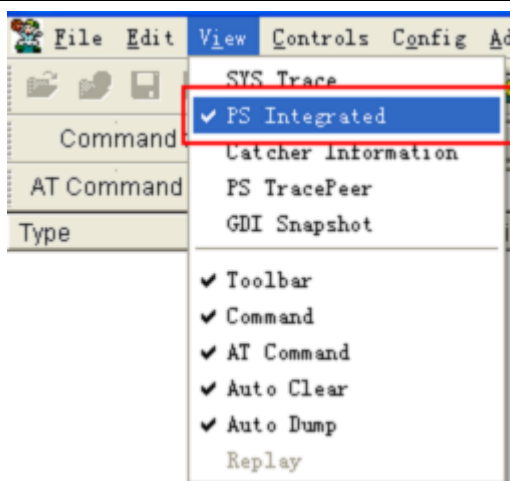 File Edit View Controls Config
SYS Trace
PS Integrated
Command
Catcher Information
AT Command
PS TracePeer
Type
GDI Snapshot
Toolbar
Command
AT Command
Auto Clear
Auto Dump
Replay